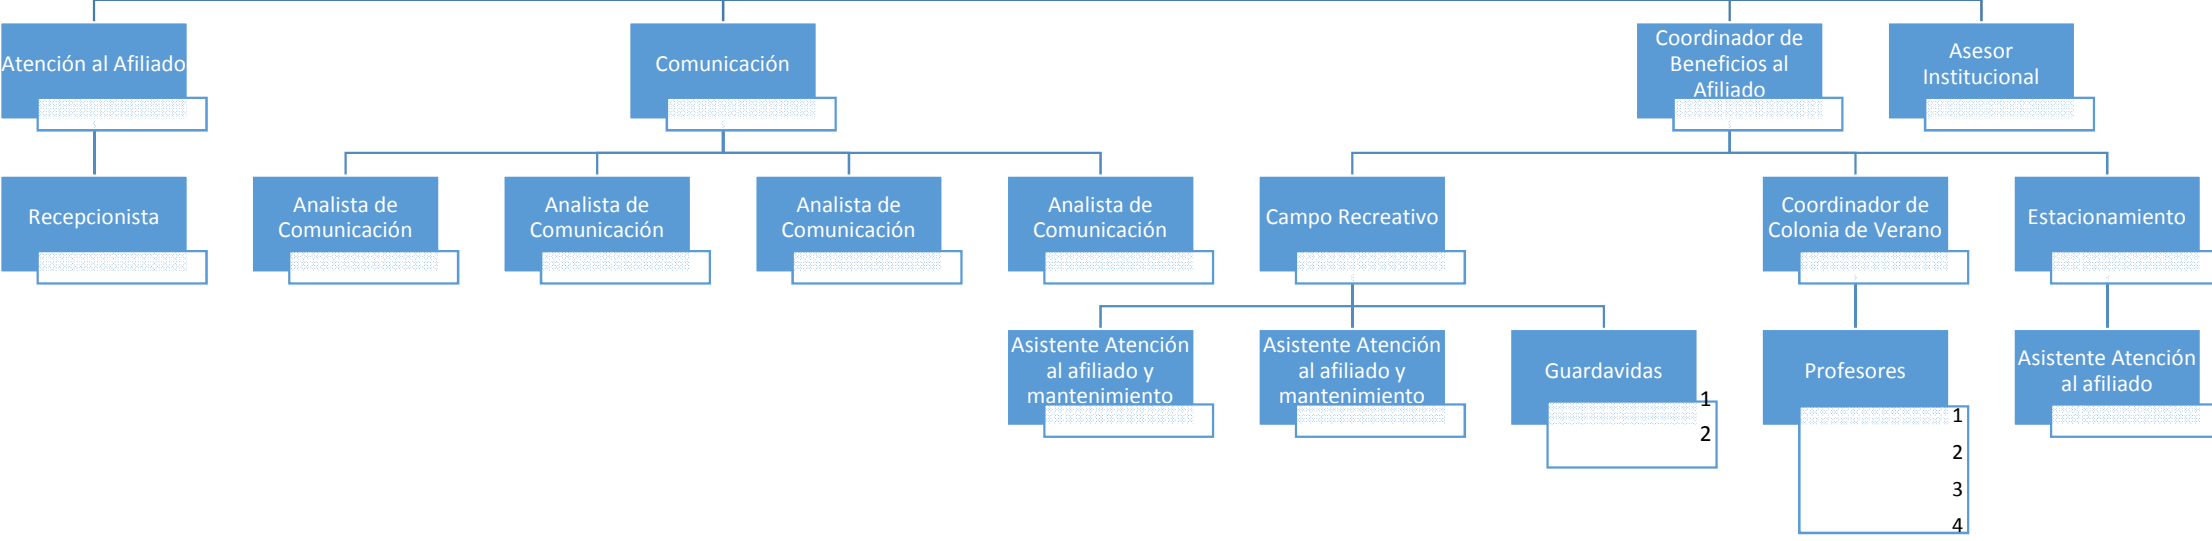 Atención al Afiliado
Comunicación
Coordinador de
Beneficios al
Afiliado
Asesor
Institucional
Recepcionista
Analista de
Comunicación
Analista de
Comunicación
Analista de
Comunicación
Analista de
Comunicación
Campo Recreativo
Coordinador de
Colonia de Verano
Estacionamiento
Asistente Atención
al afiliado y
mantenimiento
Asistente Atención
al afiliado y
mantenimiento
Guardavidas
1
2
Profesores
1
2
3
4
Asistente Atención
al afiliado